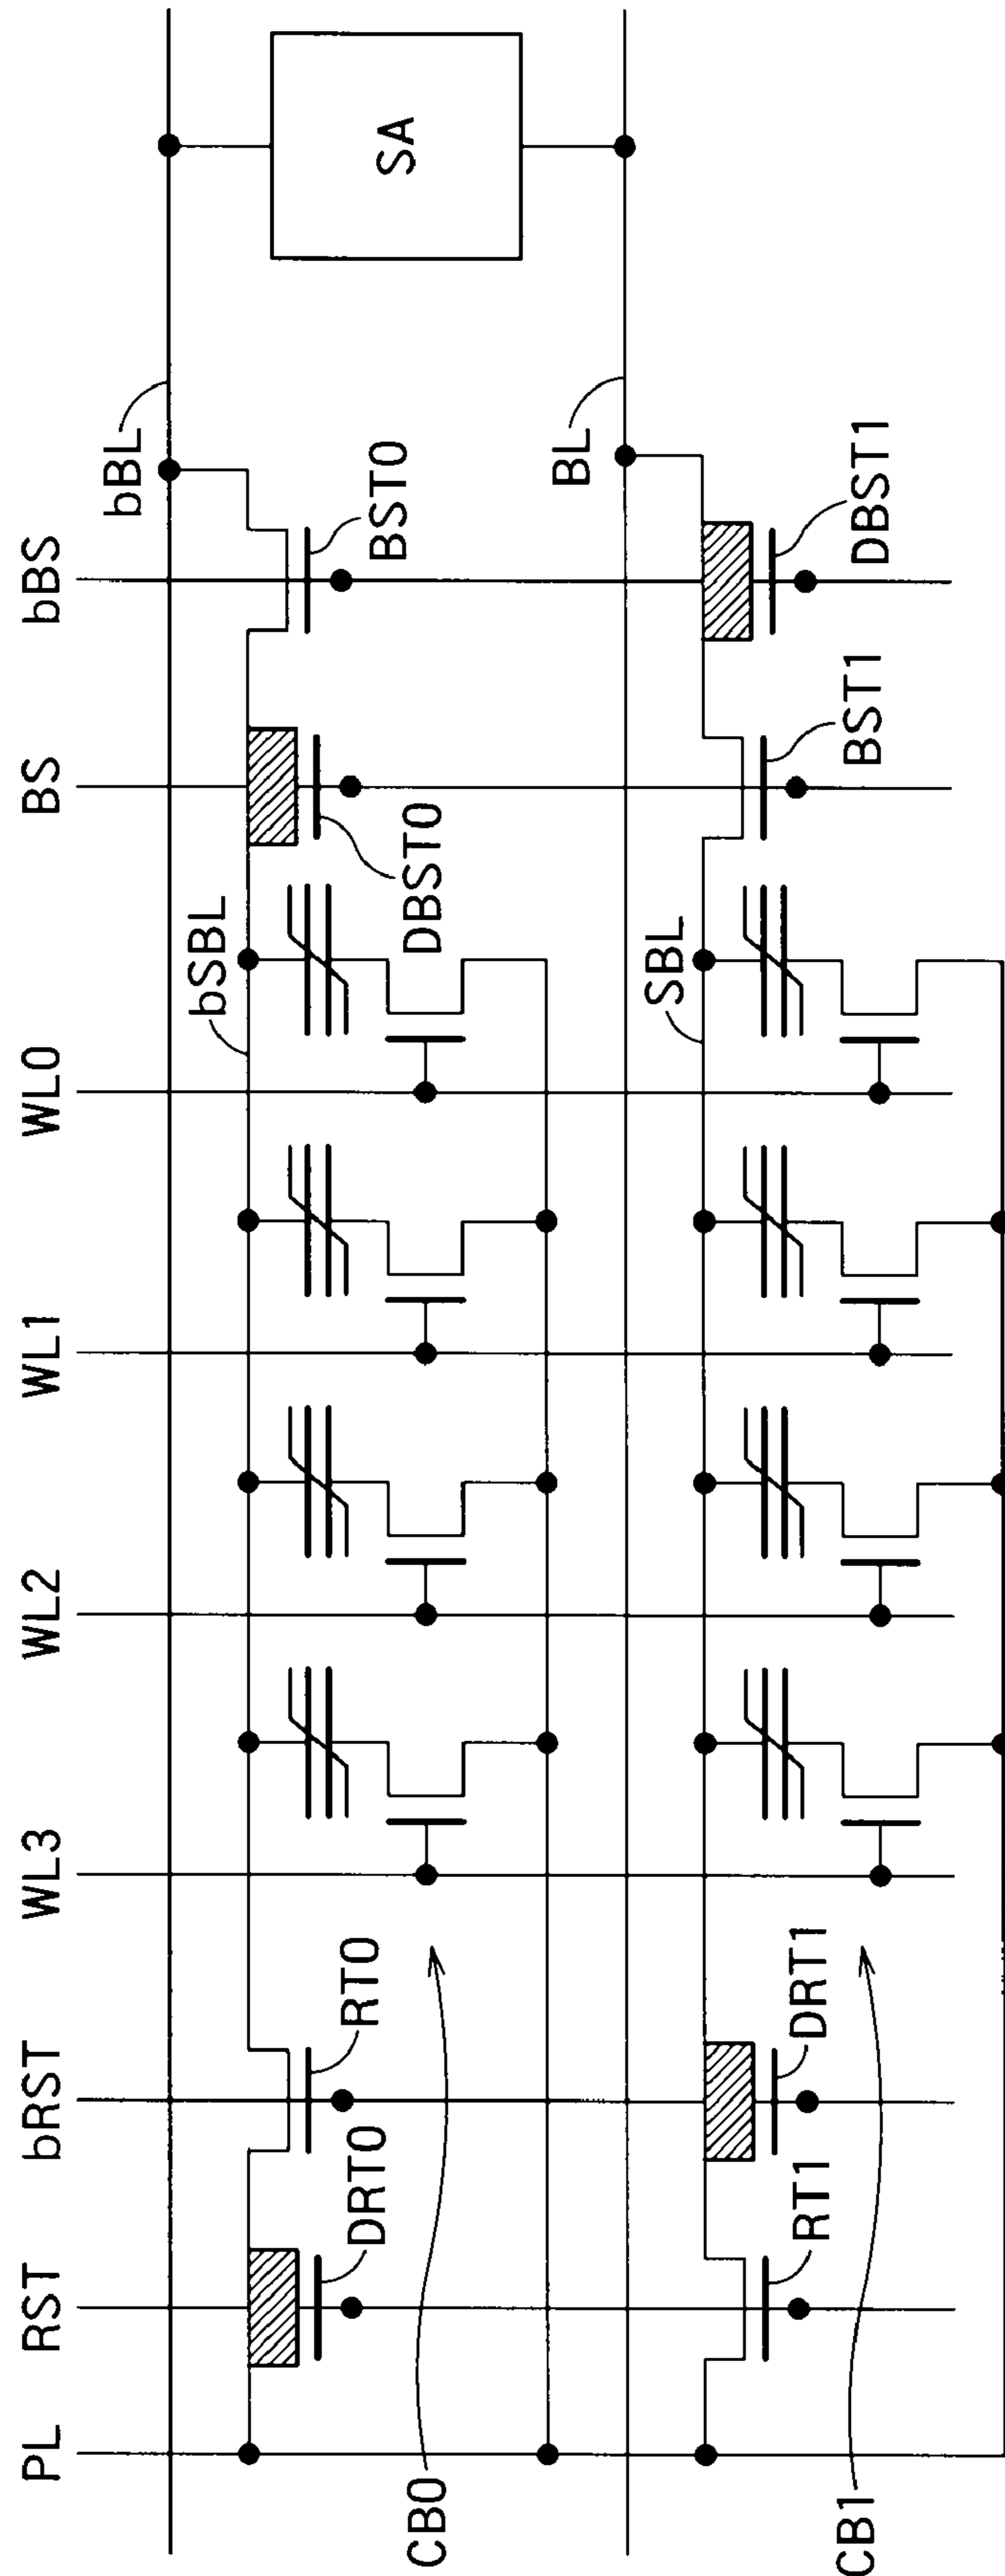 PL
RST
bRST
WL3
WL2
WL1
WL0
BS
bBS
bBL
SA
bSBL
BST0
DBST0
RT0
DRT0
CB0
BL
SBL
DBST1
BST1
DRT1
RT1
CB1